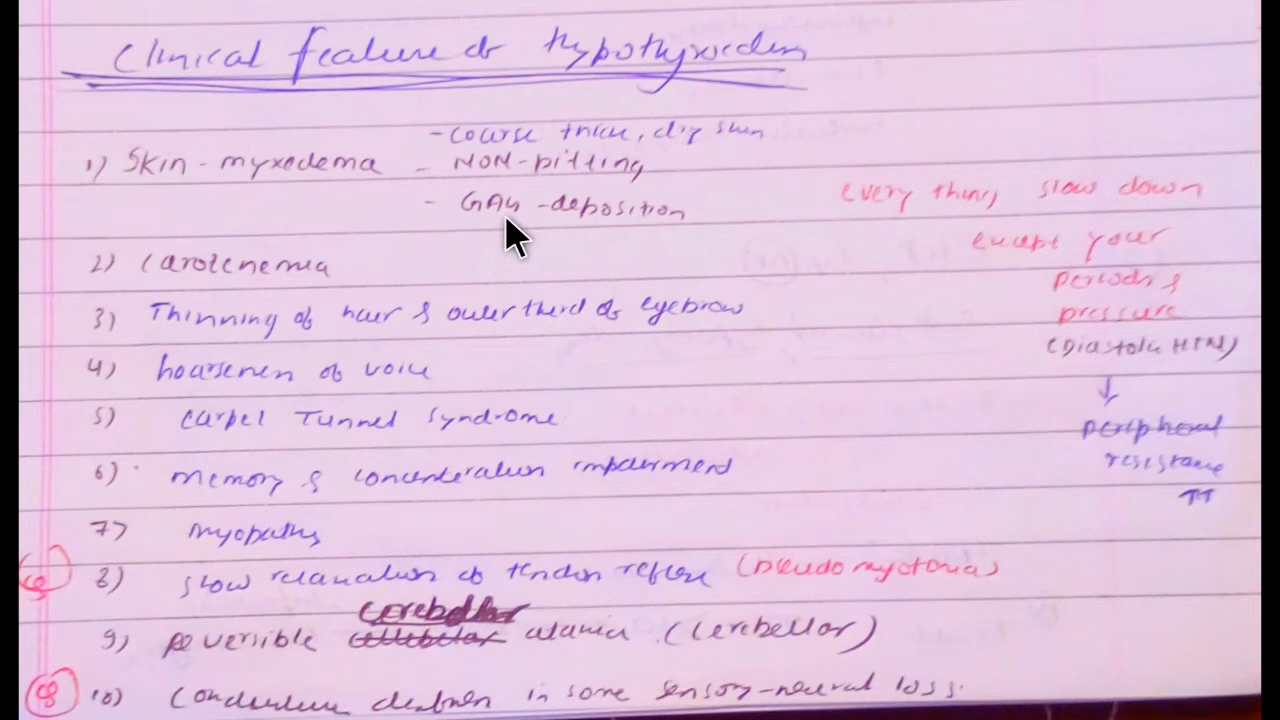 Clinical feature of hypothyroidism
- course thick, dry skin
1) Skin - myxedema - NON-pitting
- GAG -deposition
every thing slow down
except your
periods &
pressure
(Diastolic HTN)
↓
peripheral
resistance
↑↑
2) carotenemia
3) Thinning of hair & outer third of eyebrow
4) hoarseness of voice
5) carpel Tunnel syndrome
6) memory & concentration impairment
7) myopathy
8) slow relaxation of tendon reflex (Pseudo myotonia)
cerebellar
9) Reversible ataxia (cerebellar)
10) Conductive deafness in some sensory-neural loss.